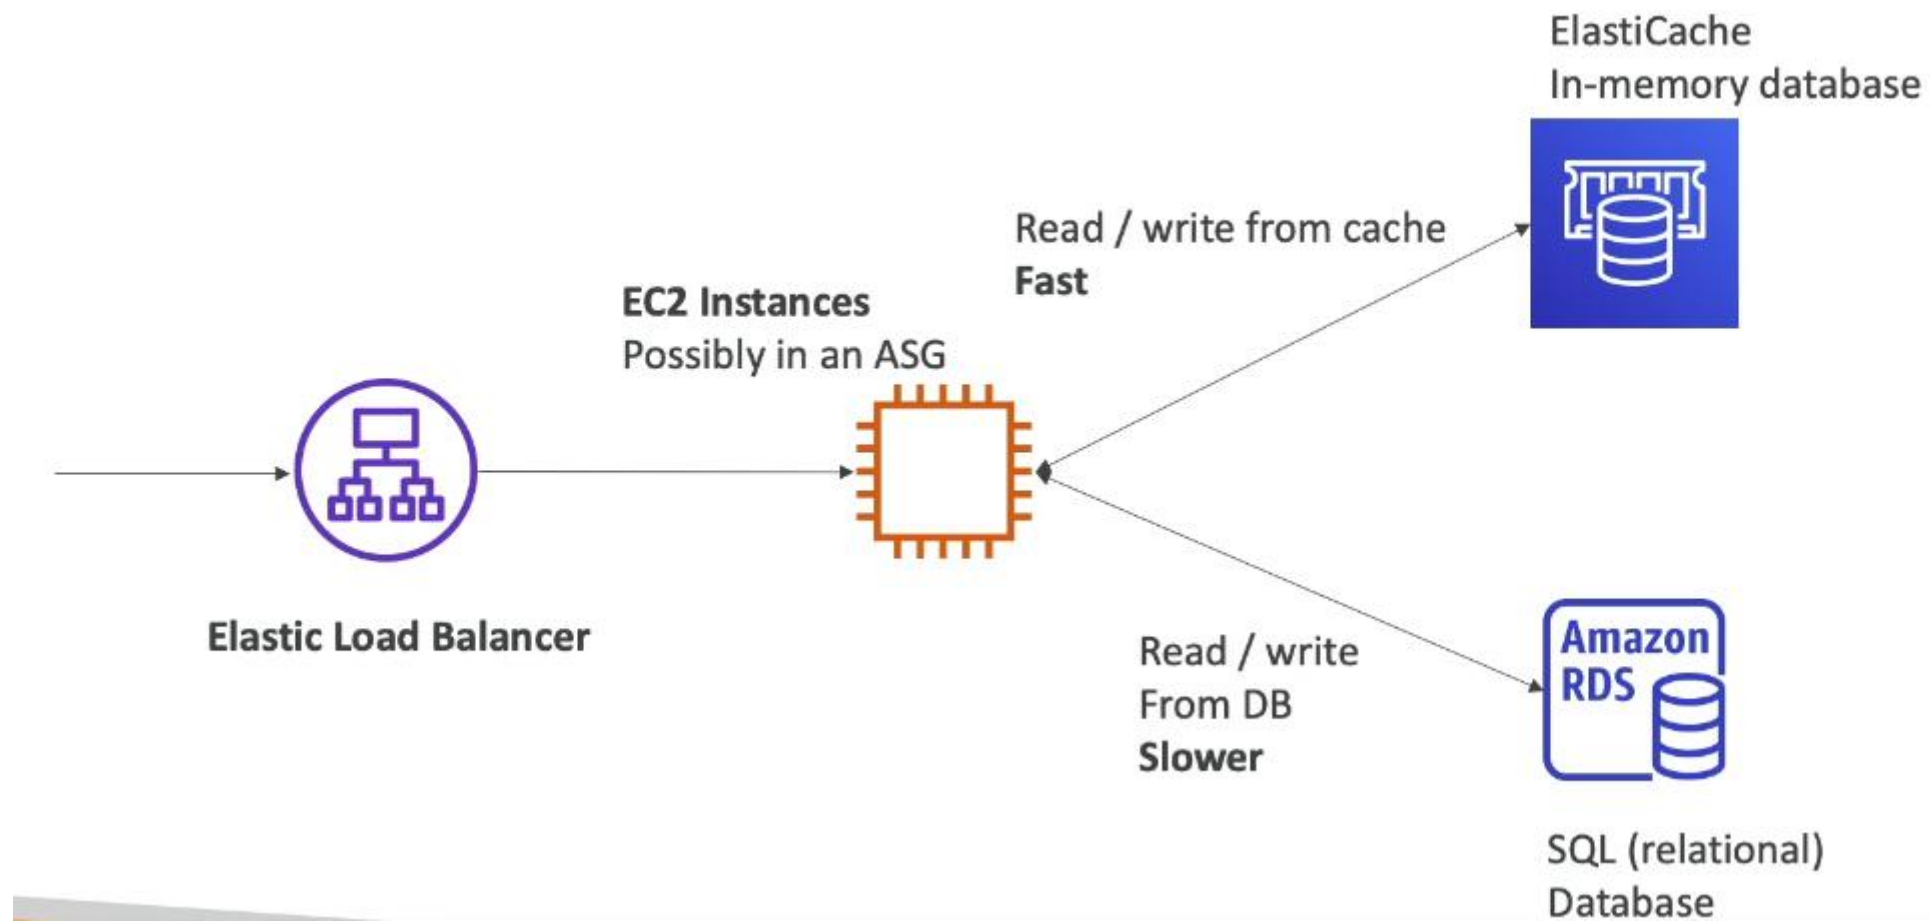 ElastiCache
In-memory database
Read / write from cache
Fast
EC2 Instances
Possibly in an ASG
Elastic Load Balancer
Read / write
From DB
Slower
Amazon
RDS
SQL (relational)
Database